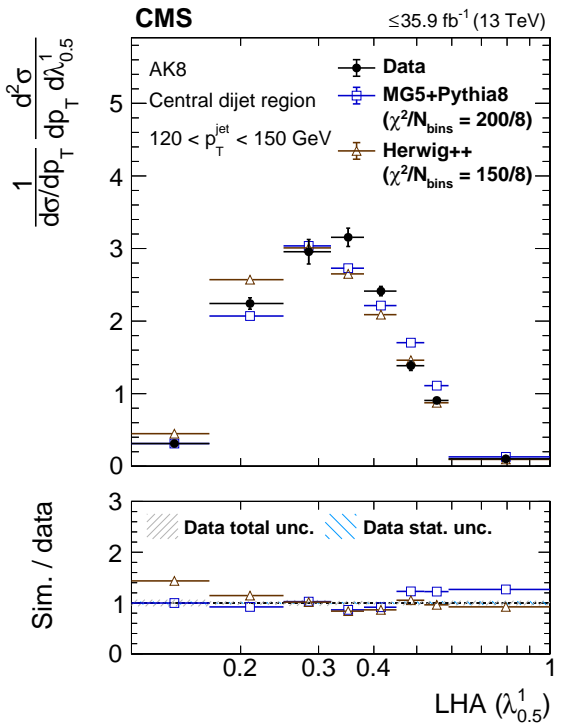 CMS
≤35.9 fb⁻¹ (13 TeV)
1
dσ/dp_T
d²σ
dp_T dλ¹_0.5
AK8
Central dijet region
120 < p_T^jet < 150 GeV
Data
MG5+Pythia8
(χ²/N_bins = 200/8)
Herwig++
(χ²/N_bins = 150/8)
5
4
3
2
1
0
3
2
1
0
Sim. / data
Data total unc.
Data stat. unc.
0.2
0.3
0.4
1
LHA (λ¹_0.5)